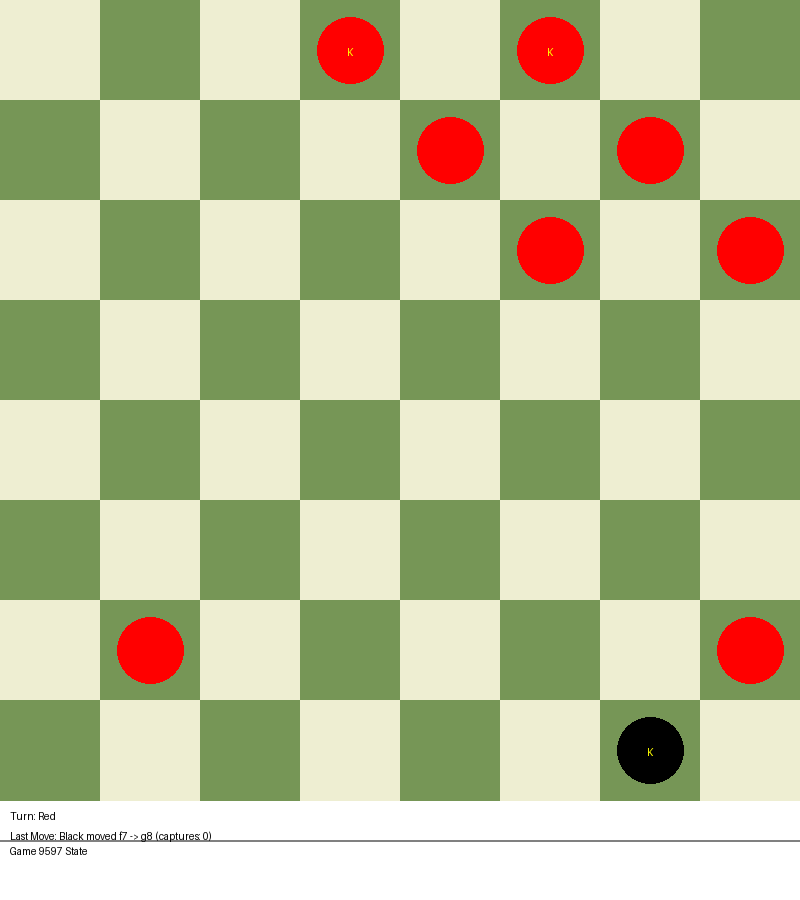 K K
K
Turn: Red
Last Move: Black moved f7 -> g8 (captures: 0)
Game 9597 State